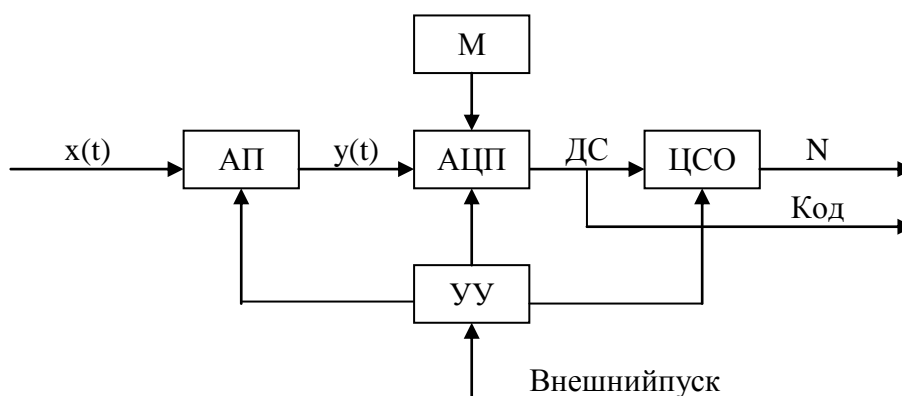 М
x(t)
АП
y(t)
АЦП
ДС
ЦСО
N
Код
УУ
Внешнийпуск